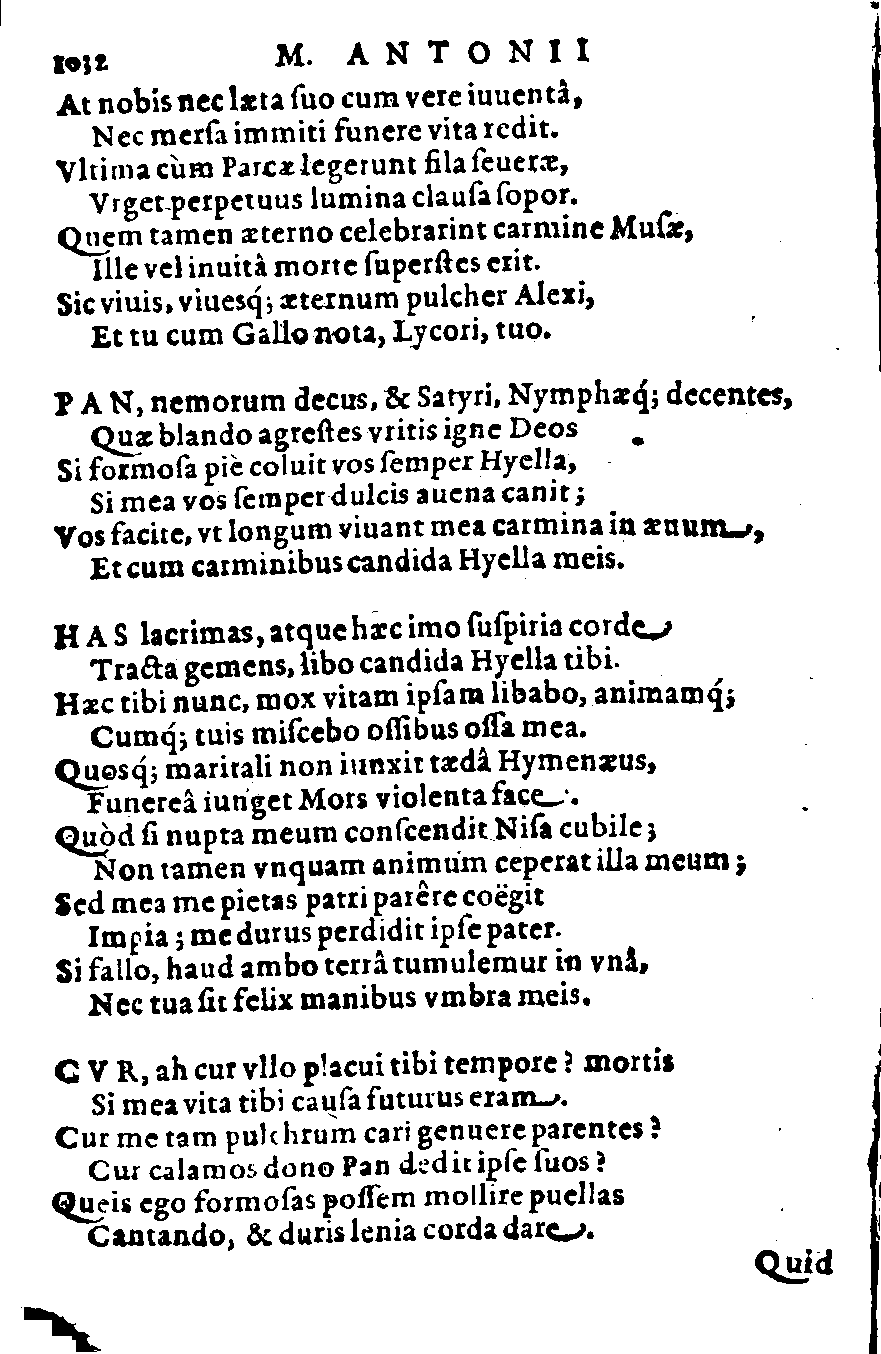 1032 M. ANTONII
At nobis nec læta ſuo cum vere iuuentâ,
Nec merſa immiti funere vita redit.
Vltima cùm Parcæ legerunt fila ſeueræ,
Vrget perpetuus lumina clauſa ſopor.
Quem tamen æterno celebrarint carmine Muſæ,
Ille vel inuitâ morte ſuperſtes erit.
Sic viuis, viuesq́; æternum pulcher Alexi,
Et tu cum Gallo nota, Lycori, tuo.
PAN, nemorum decus, & Satyri, Nymphæq́; decentes,
Quæ blando agreſtes vritis igne Deos
Si formoſa piè coluit vos ſemper Hyella,
Si mea vos ſemper dulcis auena canit;
Vos facite, vt longum viuant mea carmina in æuum,
Et cum carminibus candida Hyella meis.
HAS lacrimas, atque hæc imo ſuſpiria corde
Tracta gemens, libo candida Hyella tibi.
Hæc tibi nunc, mox vitam ipſam libabo, animamq́;
Cumq́; tuis miſcebo oſſibus oſſa mea.
Quosq́; maritali non iunxit tædâ Hymenæus,
Funereâ iunget Mors violenta face.
Quòd ſi nupta meum conſcendit Niſa cubile;
Non tamen vnquam animum ceperat illa meum;
Sed mea me pietas patri parêre coëgit
Impia; me durus perdidit ipſe pater.
Si fallo, haud ambo terrâ tumulemur in vnâ,
Nec tua ſit felix manibus vmbra meis.
CVR, ah cur vllo placui tibi tempore? mortis
Si mea vita tibi cauſa futurus eram.
Cur me tam pulchrum cari genuere parentes?
Cur calamos dono Pan dedit ipſe ſuos?
Queis ego formoſas poſſem mollire puellas
Cantando, & duris lenia corda dare.
Quid